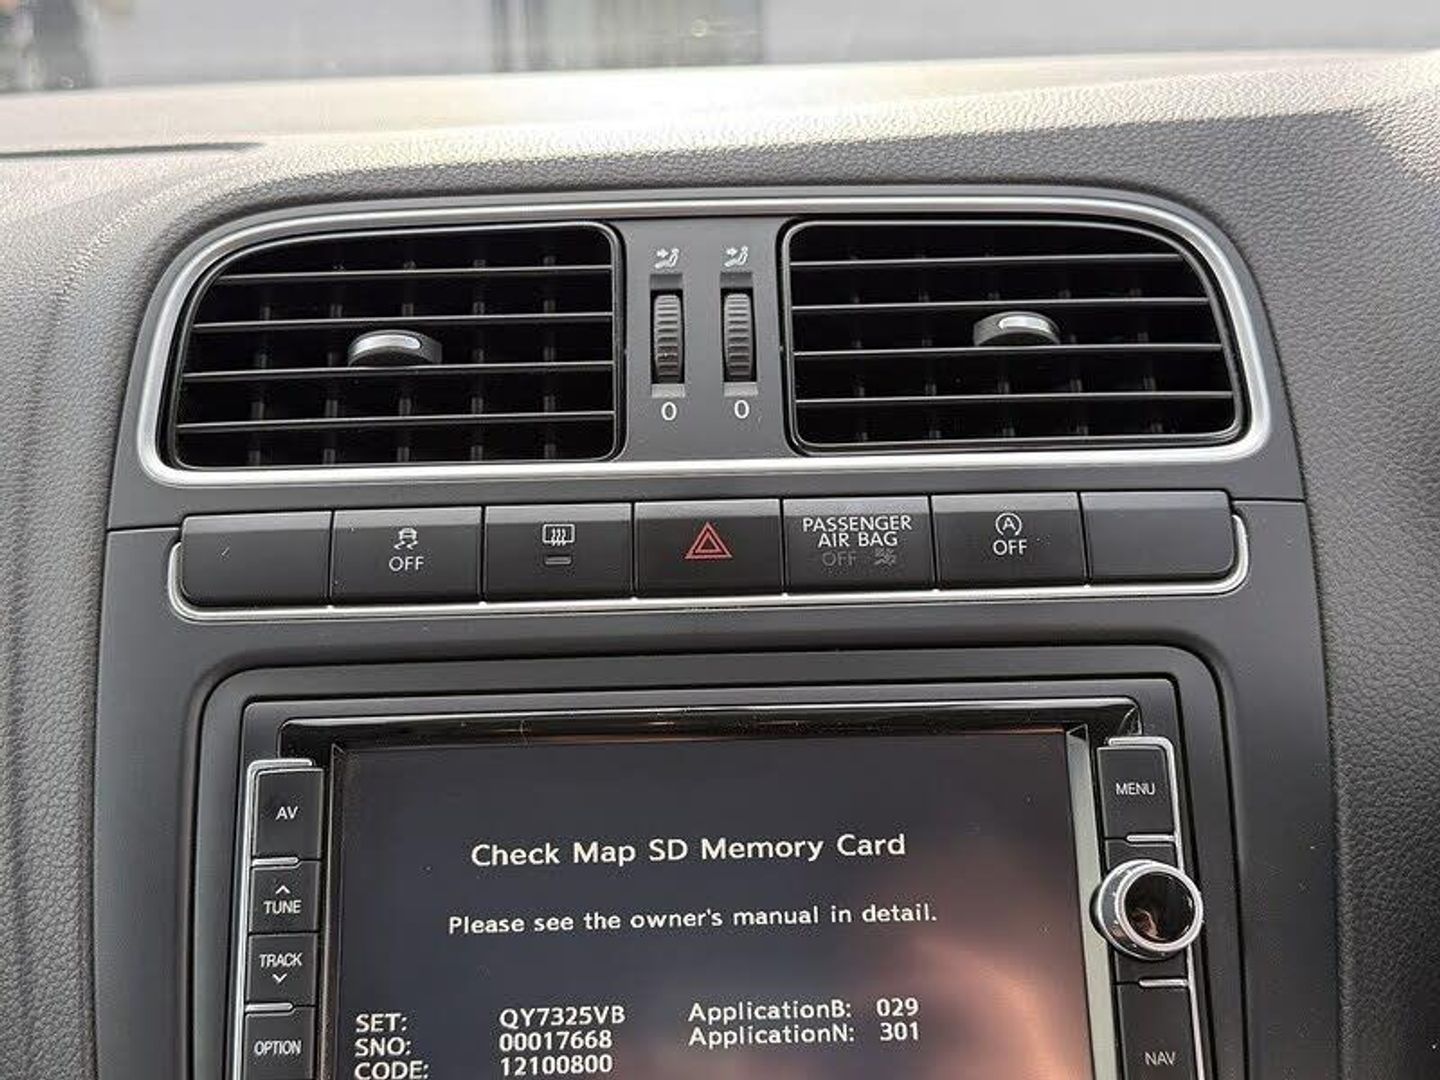 0 0
OFF
PASSENGER
AIR BAG
OFF
A
OFF
AV
TUNE
TRACK
OPTION
MENU
NAV
Check Map SD Memory Card
Please see the owner's manual in detail.
SET: QY7325VB ApplicationB: 029
SNO: 00017668 ApplicationN: 301
CODE: 12100800